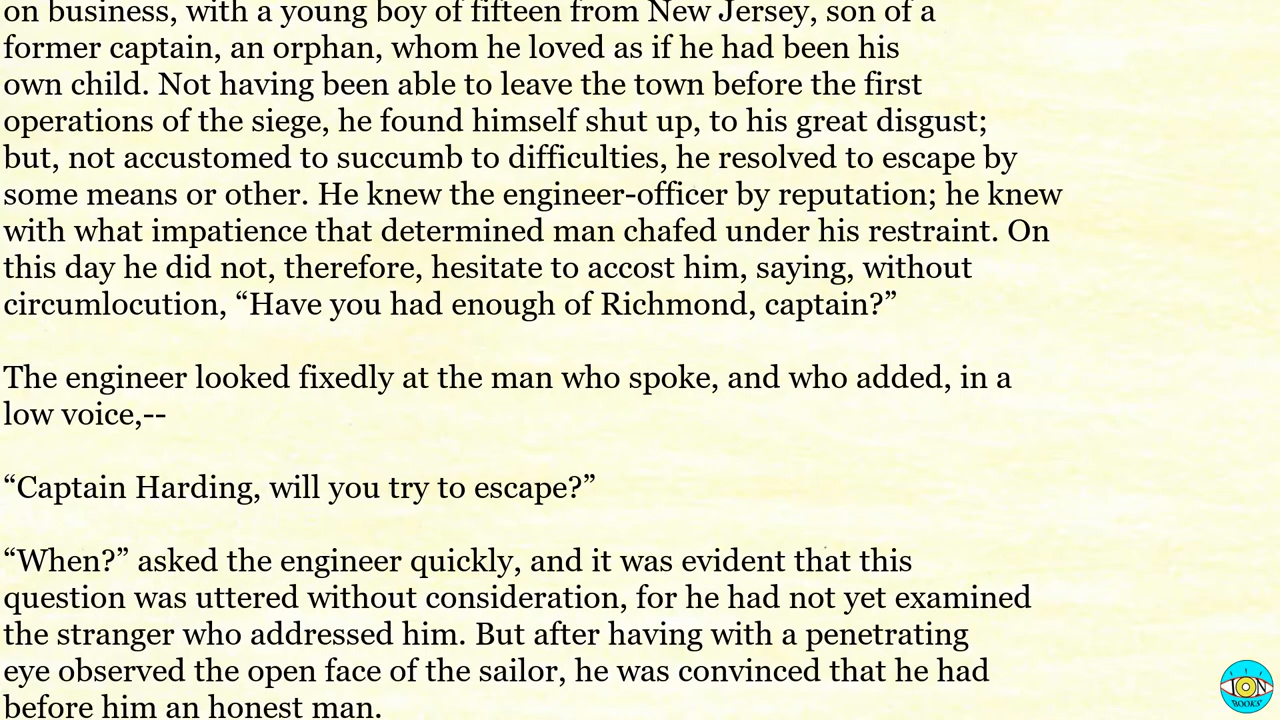 on business, with a young boy of fifteen from New Jersey, son of a
former captain, an orphan, whom he loved as if he had been his
own child. Not having been able to leave the town before the first
operations of the siege, he found himself shut up, to his great disgust;
but, not accustomed to succumb to difficulties, he resolved to escape by
some means or other. He knew the engineer-officer by reputation; he knew
with what impatience that determined man chafed under his restraint. On
this day he did not, therefore, hesitate to accost him, saying, without
circumlocution, “Have you had enough of Richmond, captain?”
The engineer looked fixedly at the man who spoke, and who added, in a
low voice,--
“Captain Harding, will you try to escape?”
“When?” asked the engineer quickly, and it was evident that this
question was uttered without consideration, for he had not yet examined
the stranger who addressed him. But after having with a penetrating
eye observed the open face of the sailor, he was convinced that he had
before him an honest man.
ION
BOOKS